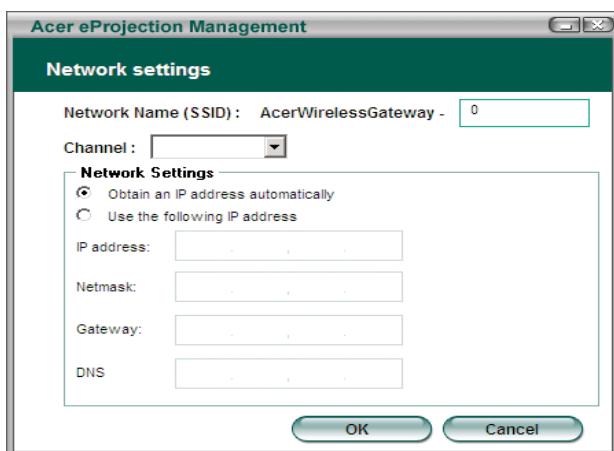 Acer eProjection Management
Network settings
Network Name (SSID) : AcerWirelessGateway - 0
Channel :
Network Settings
Obtain an IP address automatically
Use the following IP address
IP address:
Netmask:
Gateway:
DNS
OK Cancel